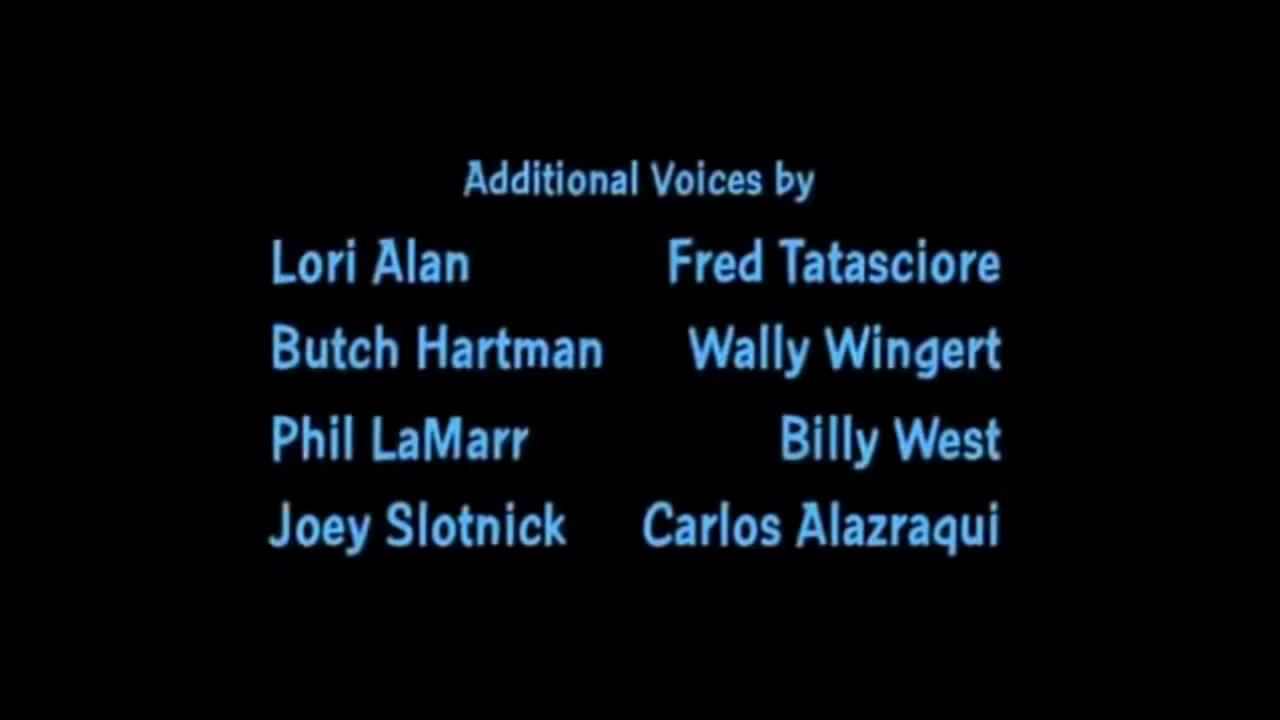 Additional Voices by
Lori Alan Fred Tatasciore
Butch Hartman Wally Wingert
Phil LaMarr Billy West
Joey Slotnick Carlos Alazraqui